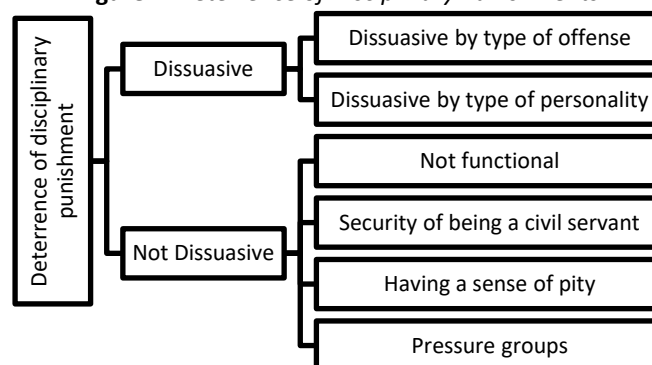 Deterrence of disciplinary
punishment
Dissuasive
Dissuasive by type of offense
Dissuasive by type of personality
Not Dissuasive
Not functional
Security of being a civil servant
Having a sense of pity
Pressure groups